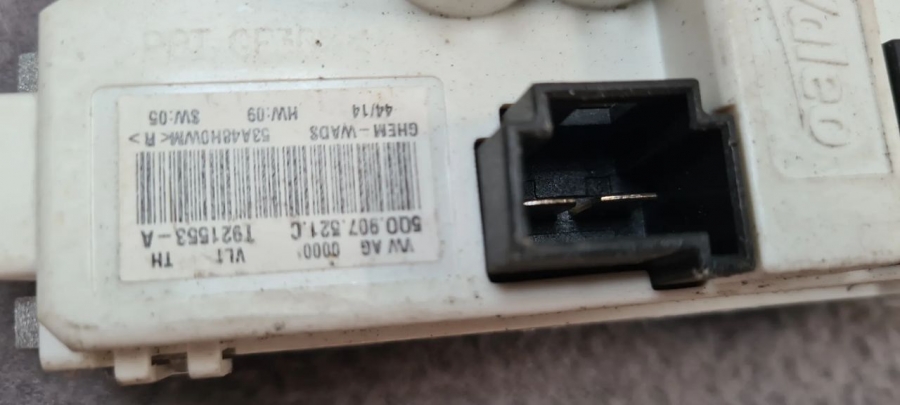 VW AG 0000 VLT TH
5Q0.907.521.C T921553-A
GHEM-WADS 53A48H0WM< R >
44/14 HW:09 SW:05
Valeo